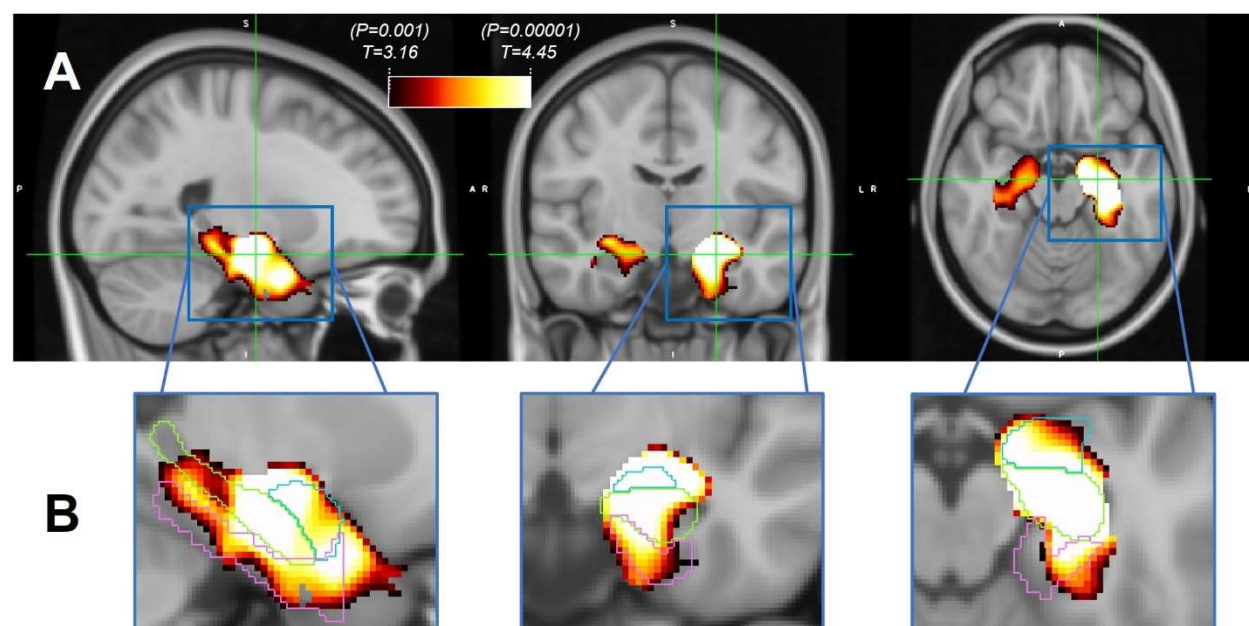 A
(P=0.001) (P=0.00001)
T=3.16 T=4.45
S S A
P A R L R
I I P
B